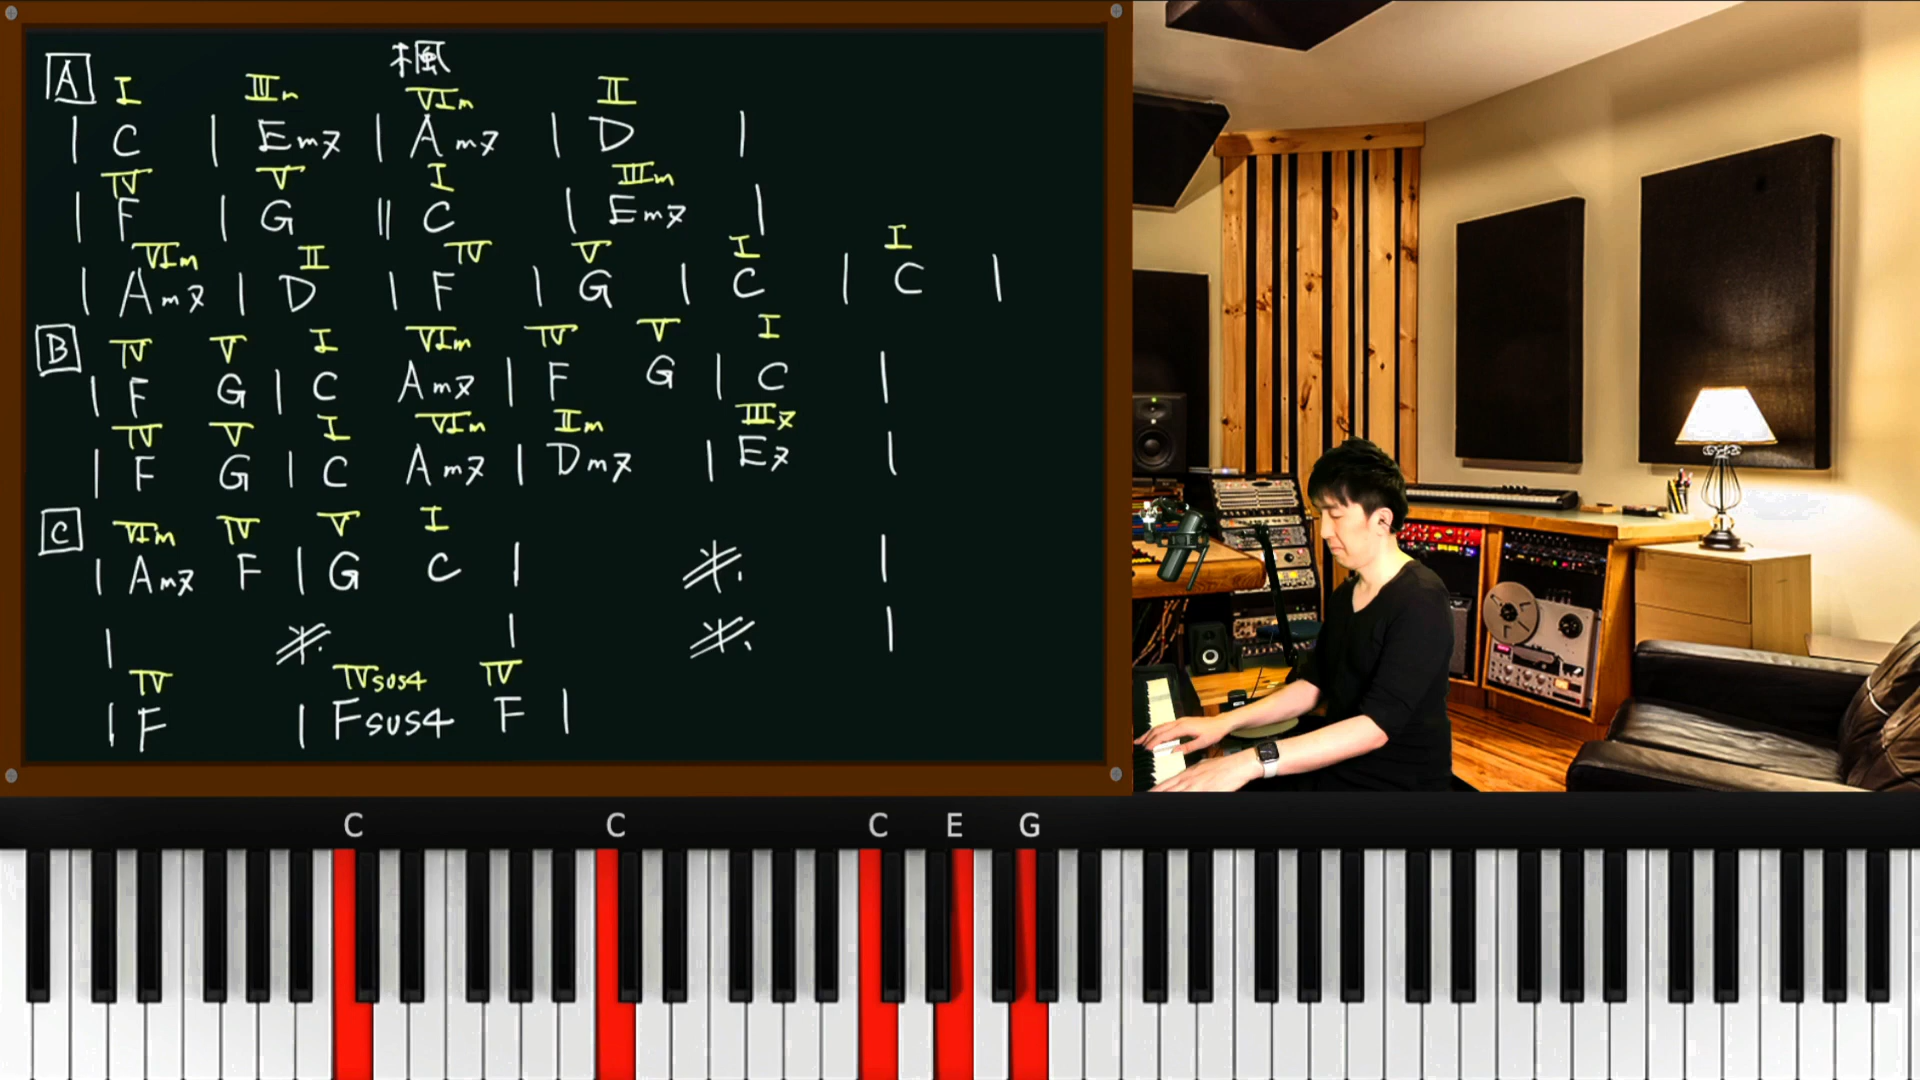 楓
A I IIIm VIm II
| C | Em7 | Am7 | D |
IV V I IIIm
| F | G || C | Em7 |
VIm II IV V I I
| Am7 | D | F | G | C | C |
B IV V I VIm IV V I
| F G | C Am7 | F G | C |
IV V I VIm IIm III7
| F G | C Am7 | Dm7 | E7 |
C VIm IV V I
| Am7 F | G C | 𝄎 |
| 𝄎 | 𝄎 |
IV IVsus4 IV
| F | Fsus4 F |
C C C E G